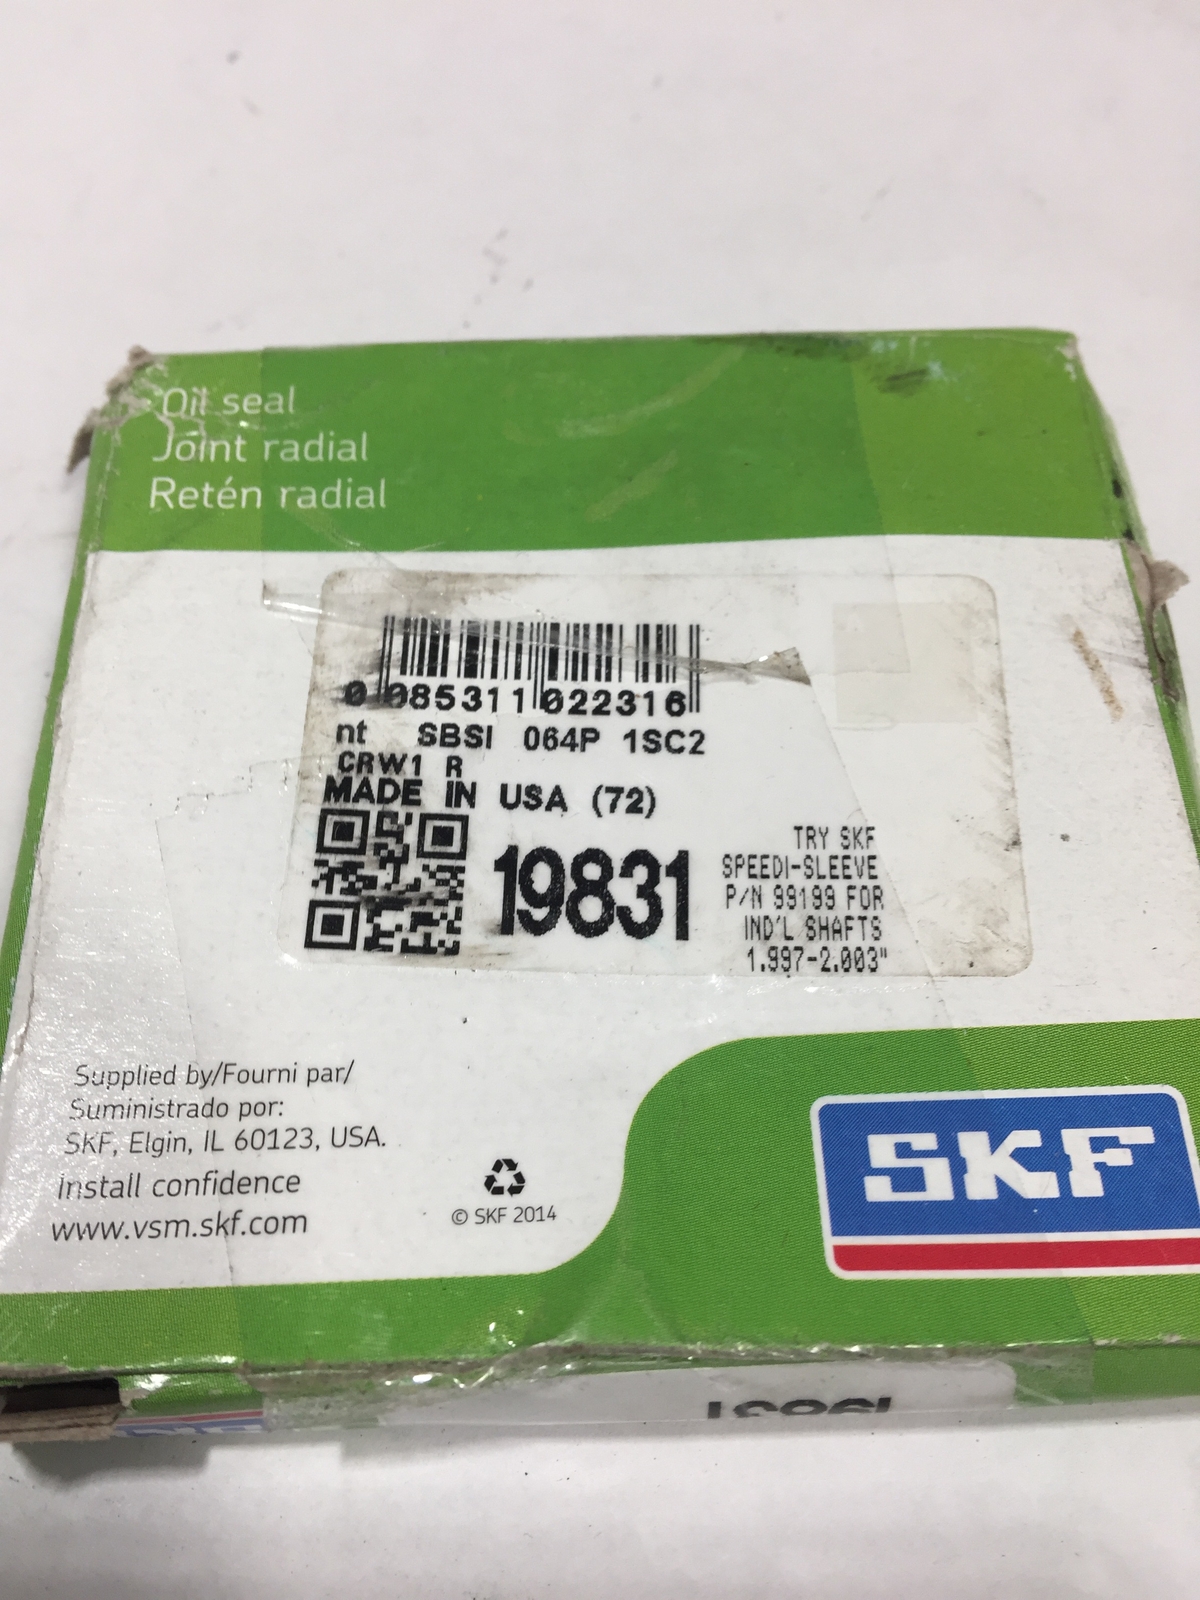 Oil seal
Joint radial
Retén radial
0 085311 022316
nt SBSI 064P 1SC2
CRW1 R
MADE IN USA (72)
19831
TRY SKF
SPEEDI-SLEEVE
P/N 99199 FOR
IND'L SHAFTS
1.997-2.003"
Supplied by/Fourni par/
Suministrado por:
SKF, Elgin, IL 60123, USA.
Install confidence
www.vsm.skf.com
© SKF 2014
SKF